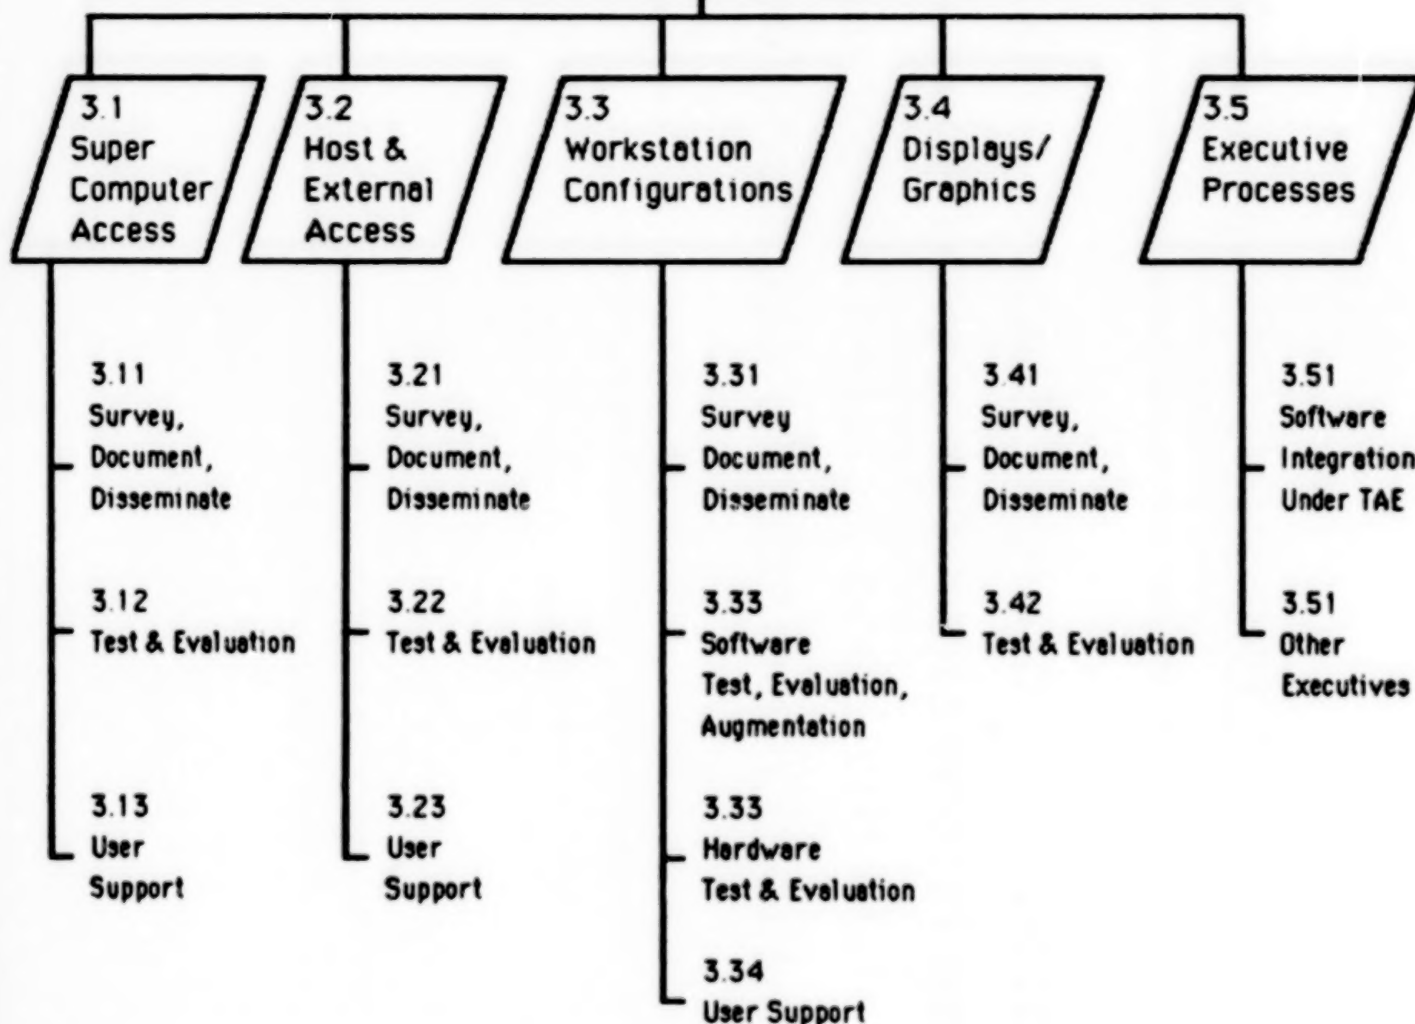 3.1
Super
Computer
Access
3.2
Host &
External
Access
3.3
Workstation
Configurations
3.4
Displays/
Graphics
3.5
Executive
Processes
3.11
Survey,
Document,
Disseminate
3.12
Test & Evaluation
3.13
User
Support
3.21
Survey,
Document,
Disseminate
3.22
Test & Evaluation
3.23
User
Support
3.31
Survey
Document,
Disseminate
3.33
Software
Test, Evaluation,
Augmentation
3.33
Hardware
Test & Evaluation
3.34
User Support
3.41
Survey,
Document,
Disseminate
3.42
Test & Evaluation
3.51
Software
Integration
Under TAE
3.51
Other
Executives